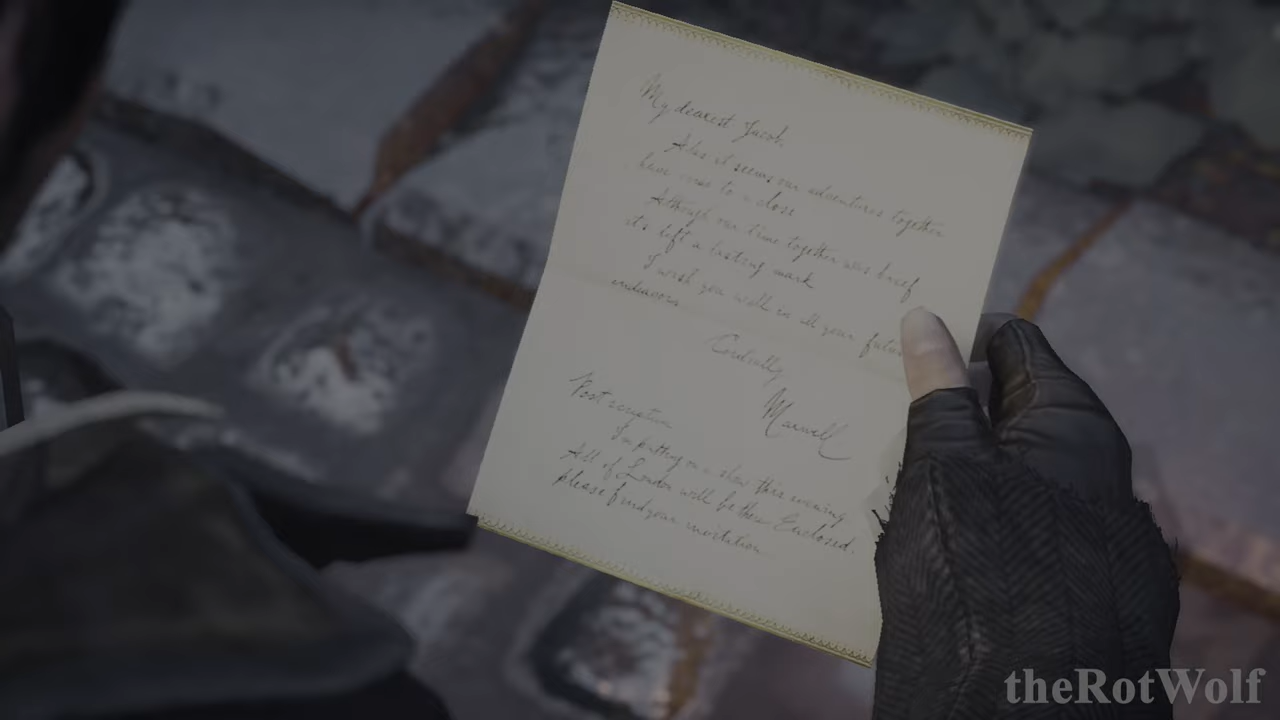 My dearest Jacob
Alas it seems our adventures together
have come to a close
Although our time together was brief
it's left a lasting mark
I wish you well in all your future
endeavors
Cordially
Maxwell
Post scriptum
I'm putting on a show this evening
All of London will be there Enclosed.
please find your invitation
theRotWolf